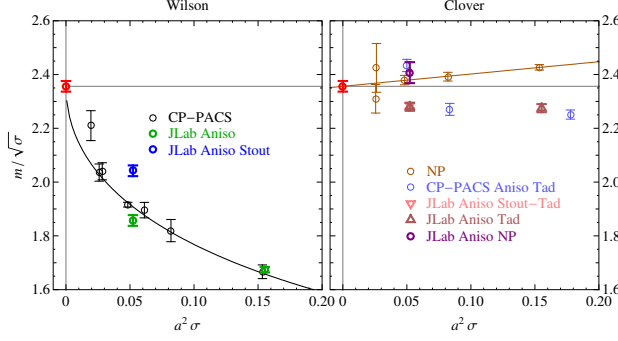 Wilson
Clover
2.6
2.4
2.2
2.0
1.8
1.6
m/√σ
CP−PACS
JLab Aniso
JLab Aniso Stout
0
0.05
0.10
0.15
0.20
a² σ
NP
CP−PACS Aniso Tad
JLab Aniso Stout−Tad
JLab Aniso Tad
JLab Aniso NP
0
0.05
0.10
0.15
0.20
a² σ
2.6
2.4
2.2
2.0
1.8
1.6